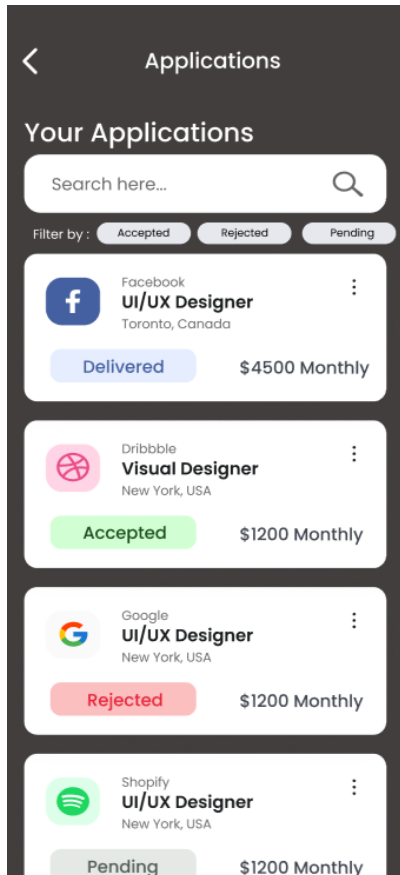 Applications
Your Applications
Search here...
Filter by : Accepted Rejected Pending
Facebook
UI/UX Designer
Toronto, Canada
Delivered $4500 Monthly
Dribbble
Visual Designer
New York, USA
Accepted $1200 Monthly
Google
UI/UX Designer
New York, USA
Rejected $1200 Monthly
Shopify
UI/UX Designer
New York, USA
Pending $1200 Monthly